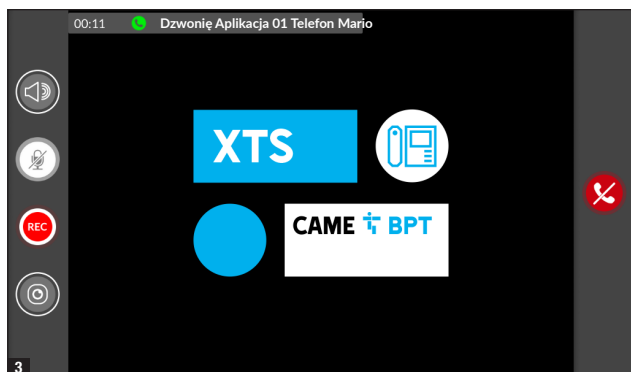 00:11 Dzwonię Aplikacja 01 Telefon Mario
XTS
REC
CAME BPT
3